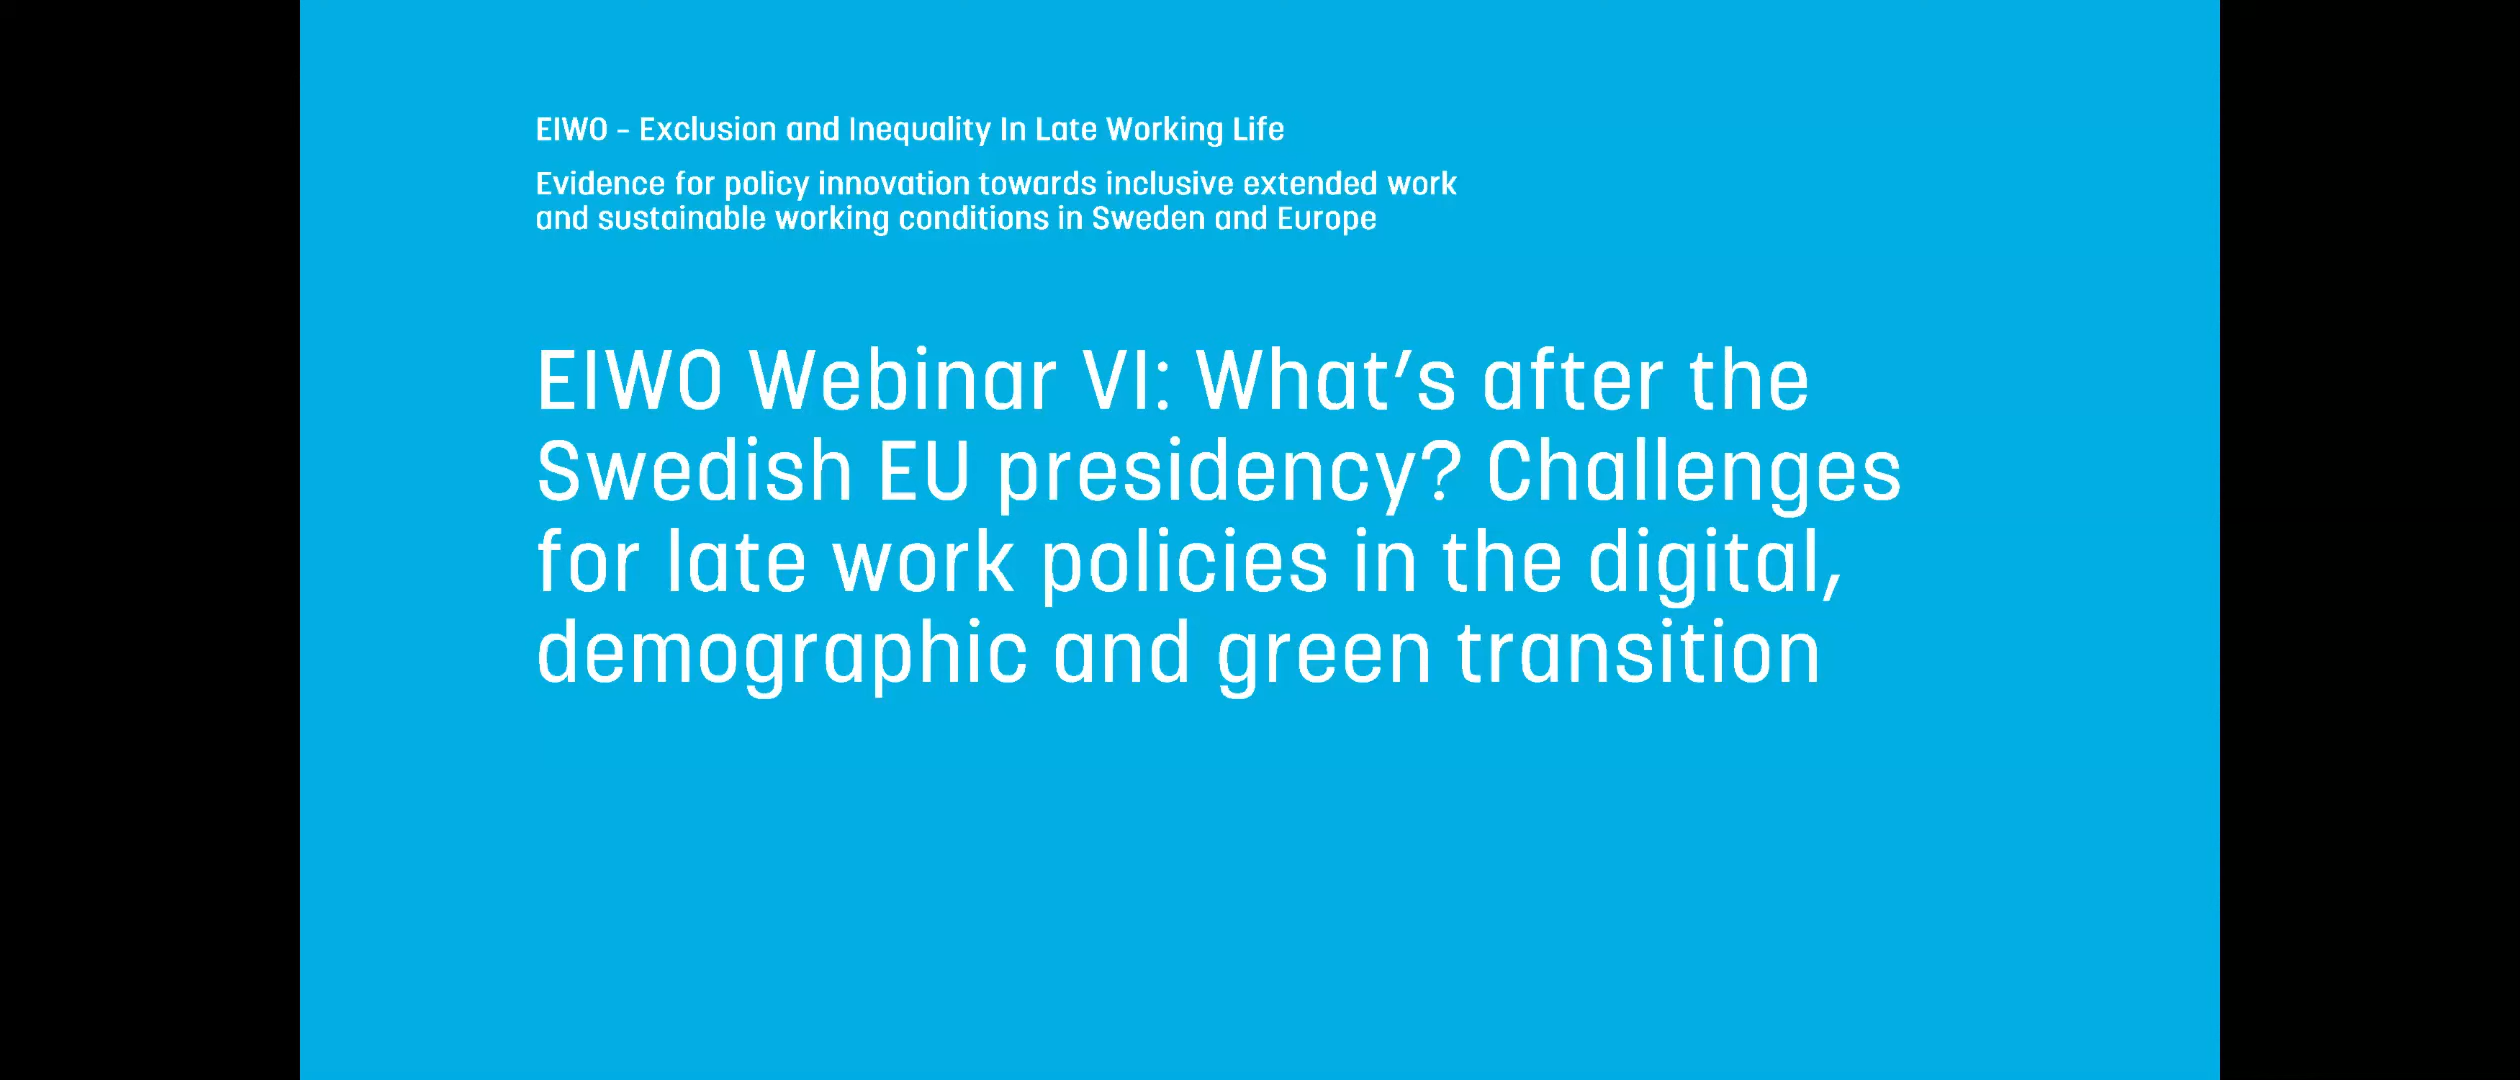 EIWO – Exclusion and Inequality In Late Working Life
Evidence for policy innovation towards inclusive extended work
and sustainable working conditions in Sweden and Europe
EIWO Webinar VI: What’s after the
Swedish EU presidency? Challenges
for late work policies in the digital,
demographic and green transition